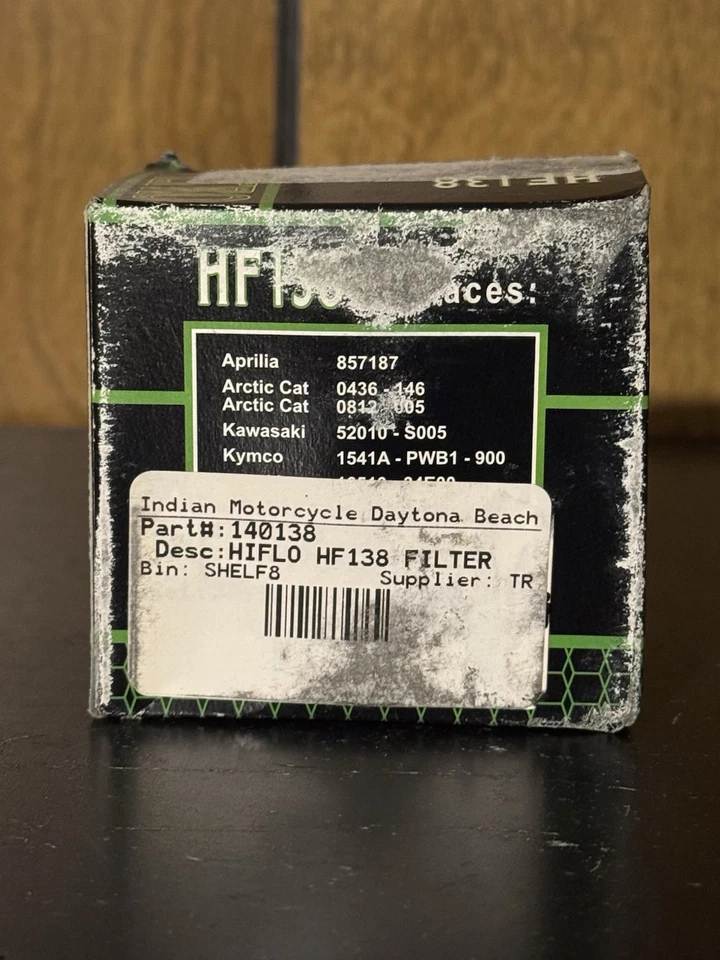 HF138
HF138 aces:
Aprilia 857187
Arctic Cat 0436 - 146
Arctic Cat 0812 - 005
Kawasaki 52010 - S005
Kymco 1541A - PWB1 - 900
Indian Motorcycle Daytona Beach
Part#:140138
Desc:HIFLO HF138 FILTER
Bin: SHELF8 Supplier: TR